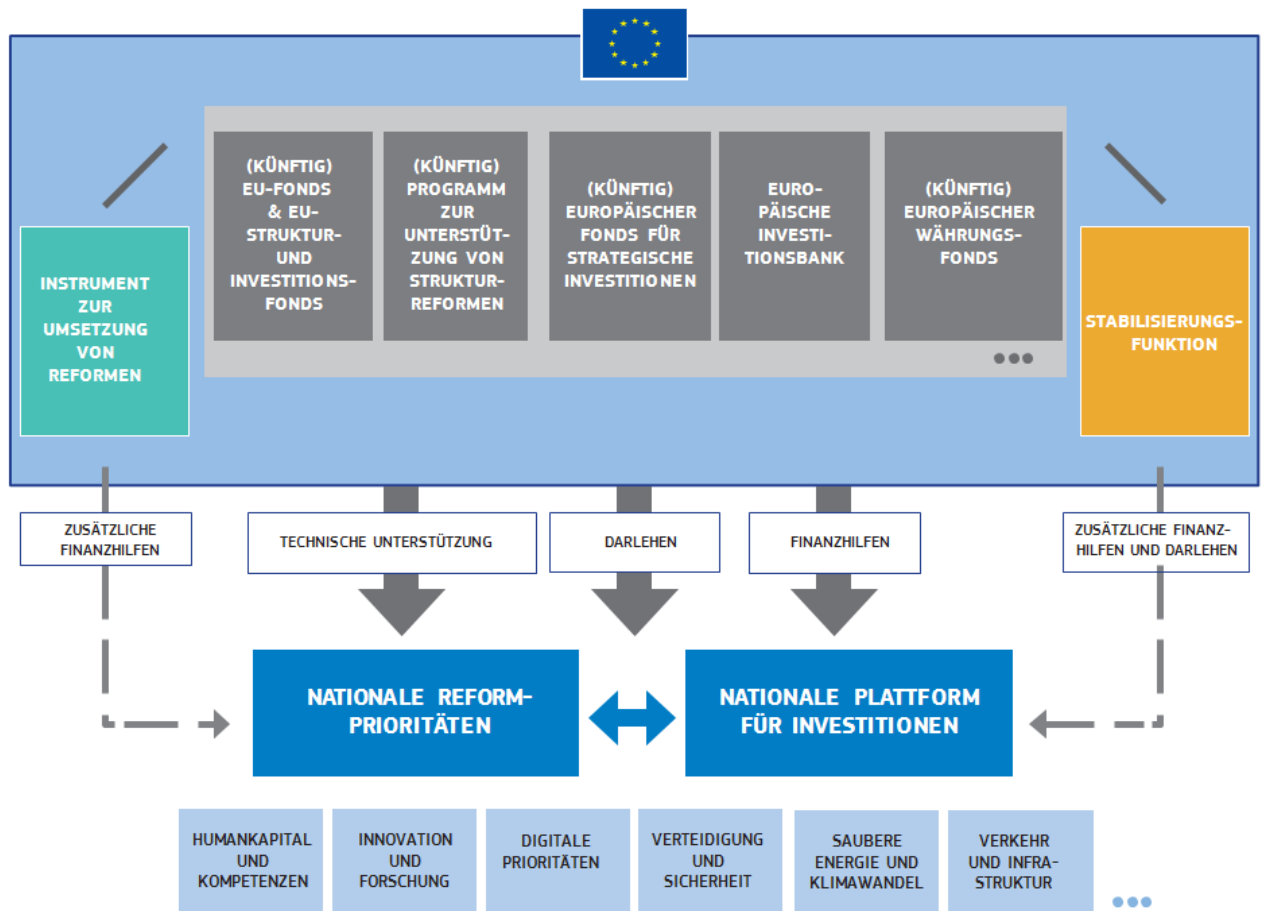 (KÜNFTIG)
EU-FONDS
& EU-
STRUKTUR-
UND
INVESTITIONS-
FONDS
(KÜNFTIG)
PROGRAMM
ZUR
UNTERSTÜT-
ZUNG VON
STRUKTUR-
REFORMEN
(KÜNFTIG)
EUROPÄISCHER
FONDS FÜR
STRATEGISCHE
INVESTITIONEN
EURO-
PÄISCHE
INVESTI-
TIONSBANK
(KÜNFTIG)
EUROPÄISCHER
WÄHRUNGS-
FONDS
INSTRUMENT
ZUR
UMSETZUNG
VON
REFORMEN
STABILISIERUNGS-
FUNKTION
ZUSÄTZLICHE
FINANZHILFEN
TECHNISCHE UNTERSTÜTZUNG
DARLEHEN
FINANZHILFEN
ZUSÄTZLICHE FINANZ-
HILFEN UND DARLEHEN
NATIONALE REFORM-
PRIORITÄTEN
NATIONALE PLATTFORM
FÜR INVESTITIONEN
HUMANKAPITAL
UND
KOMPETENZEN
INNOVATION
UND
FORSCHUNG
DIGITALE
PRIORITÄTEN
VERTEIDIGUNG
UND
SICHERHEIT
SAUBERE
ENERGIE UND
KLIMAWANDEL
VERKEHR
UND INFRA-
STRUKTUR